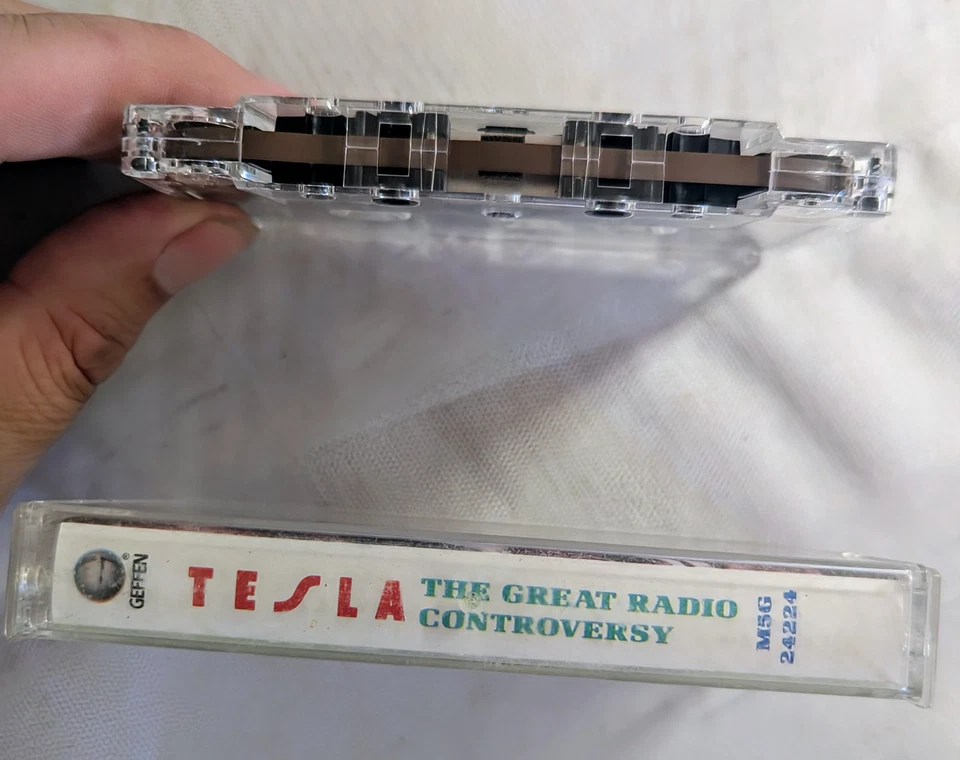 GEFFEN®
TESLA
THE GREAT RADIO
CONTROVERSY
M5G
24224